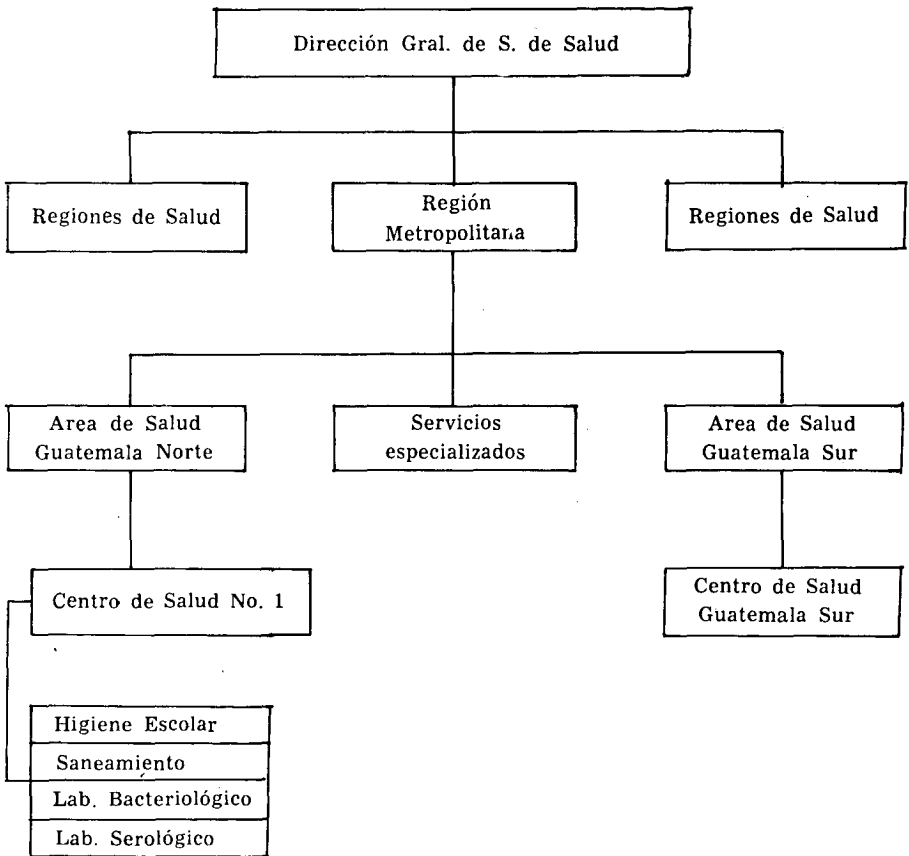 Dirección Gral. de S. de Salud
Regiones de Salud
Región
Metropolitana
Regiones de Salud
Area de Salud
Guatemala Norte
Servicios
especializados
Area de Salud
Guatemala Sur
Centro de Salud No. 1
Centro de Salud
Guatemala Sur
Higiene Escolar
Saneamiento
Lab. Bacteriológico
Lab. Serológico